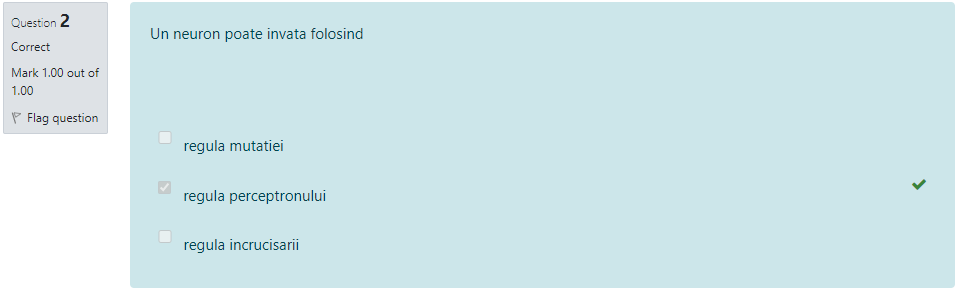 Question 2
Correct
Mark 1.00 out of
1.00
Flag question
Un neuron poate invata folosind
regula mutatiei
regula perceptronului
regula incrucisarii